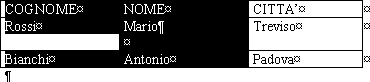 COGNOME¤ NOME¤ CITTA'¤ ¤
Rossi¤ Mario¶ Treviso¤ ¤
¤
Bianchi¤ Antonio¤ Padova¤ ¤
¶